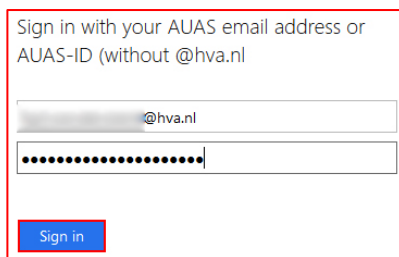 Sign in with your AUAS email address or
AUAS-ID (without @hva.nl
@hva.nl
Sign in